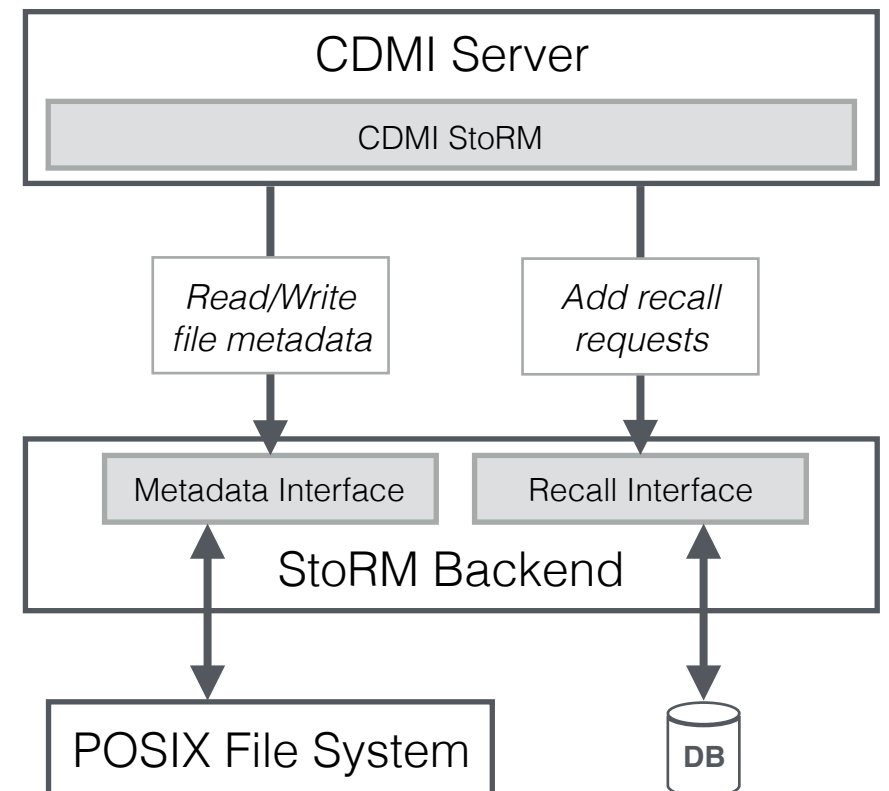 CDMI Server
CDMI StoRM
Read/Write
file metadata
Add recall
requests
Metadata Interface
Recall Interface
StoRM Backend
POSIX File System
DB